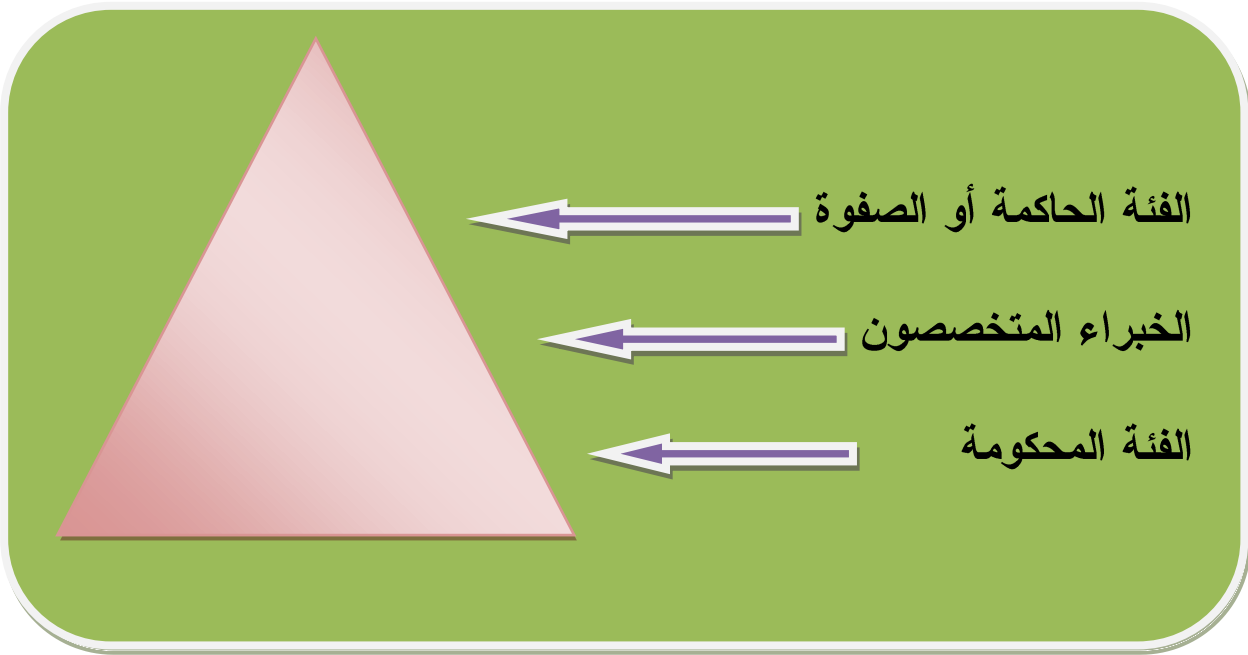 الفئة الحاكمة أو الصفوة
الخبراء المتخصصون
الفئة المحكومة